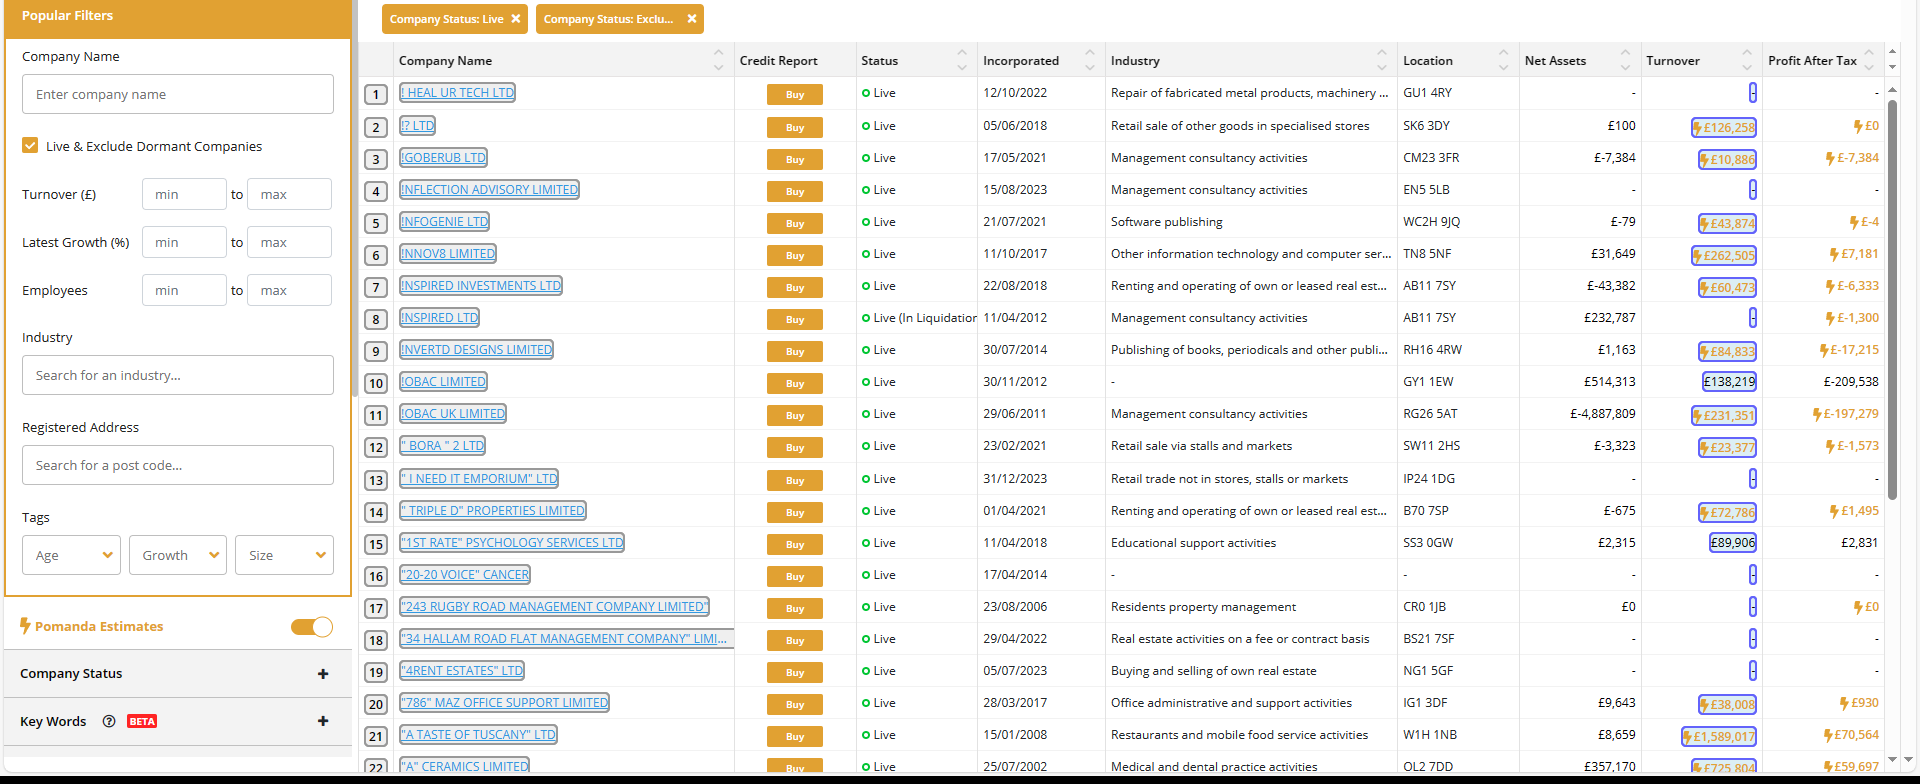 Popular Filters
Company Name
Enter company name
Live & Exclude Dormant Companies
Turnover (£) min to max
Latest Growth (%) min to max
Employees min to max
Industry
Search for an industry...
Registered Address
Search for a post code...
Tags
Age Growth Size
Pomanda Estimates
Company Status +
Key Words ? BETA +
Company Status: Live × Company Status: Exclu... ×
Company Name Credit Report Status Incorporated Industry Location Net Assets Turnover Profit After Tax
1 ! HEAL UR TECH LTD Buy Live 12/10/2022 Repair of fabricated metal products, machinery ... GU1 4RY - - -
2 !? LTD Buy Live 05/06/2018 Retail sale of other goods in specialised stores SK6 3DY £100 £126,258 £0
3 !GOBERUB LTD Buy Live 17/05/2021 Management consultancy activities CM23 3FR £-7,384 £10,886 £-7,384
4 !NFLECTION ADVISORY LIMITED Buy Live 15/08/2023 Management consultancy activities EN5 5LB - - -
5 !NFOGENIE LTD Buy Live 21/07/2021 Software publishing WC2H 9JQ £-79 £43,874 £-4
6 !NNOV8 LIMITED Buy Live 11/10/2017 Other information technology and computer ser... TN8 5NF £31,649 £262,505 £7,181
7 !NSPIRED INVESTMENTS LTD Buy Live 22/08/2018 Renting and operating of own or leased real est... AB11 7SY £-43,382 £60,473 £-6,333
8 !NSPIRED LTD Buy Live (In Liquidation 11/04/2012 Management consultancy activities AB11 7SY £232,787 - £-1,300
9 !NVERTD DESIGNS LIMITED Buy Live 30/07/2014 Publishing of books, periodicals and other publi... RH16 4RW £1,163 £84,833 £-17,215
10 !OBAC LIMITED Buy Live 30/11/2012 - GY1 1EW £514,313 £138,219 £-209,538
11 !OBAC UK LIMITED Buy Live 29/06/2011 Management consultancy activities RG26 5AT £-4,887,809 £231,351 £-197,279
12 " BORA " 2 LTD Buy Live 23/02/2021 Retail sale via stalls and markets SW11 2HS £-3,323 £23,377 £-1,573
13 " I NEED IT EMPORIUM" LTD Buy Live 31/12/2023 Retail trade not in stores, stalls or markets IP24 1DG - - -
14 " TRIPLE D" PROPERTIES LIMITED Buy Live 01/04/2021 Renting and operating of own or leased real est... B70 7SP £-675 £72,786 £1,495
15 "1ST RATE" PSYCHOLOGY SERVICES LTD Buy Live 11/04/2018 Educational support activities SS3 0GW £2,315 £89,906 £2,831
16 "20-20 VOICE" CANCER Buy Live 17/04/2014 - - - - -
17 "243 RUGBY ROAD MANAGEMENT COMPANY LIMITED" Buy Live 23/08/2006 Residents property management CR0 1JB £0 - £0
18 "34 HALLAM ROAD FLAT MANAGEMENT COMPANY" LIMI... Buy Live 29/04/2022 Real estate activities on a fee or contract basis BS21 7SF - - -
19 "4RENT ESTATES" LTD Buy Live 05/07/2023 Buying and selling of own real estate NG1 5GF - - -
20 "786" MAZ OFFICE SUPPORT LIMITED Buy Live 28/03/2017 Office administrative and support activities IG1 3DF £9,643 £38,008 £930
21 "A TASTE OF TUSCANY" LTD Buy Live 15/01/2008 Restaurants and mobile food service activities W1H 1NB £8,659 £1,589,017 £70,564
22 "A" CERAMICS LIMITED Buy Live 25/07/2002 Medical and dental practice activities OL2 7DD £357,170 £725,804 £59,697